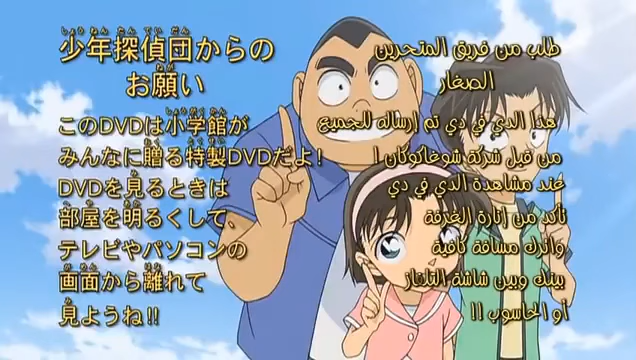 少年探偵団からの
お願い
このDVDは小学館が
みんなに贈る特製DVDだよ！
DVDを見るときは
部屋を明るくして、
テレビやパソコンの
画面から離れて
見ようね!!
طلب من فريق المتحرين
الصغار
هذا الدي في دي تم إرساله للجميع
من قبل شركة شوغاكوكان !
عند مشاهدة الدي في دي
تأكد من إنارة الغرفة
واترك مسافة كافية
بينك وبين شاشة التلفاز
أو الحاسوب !!